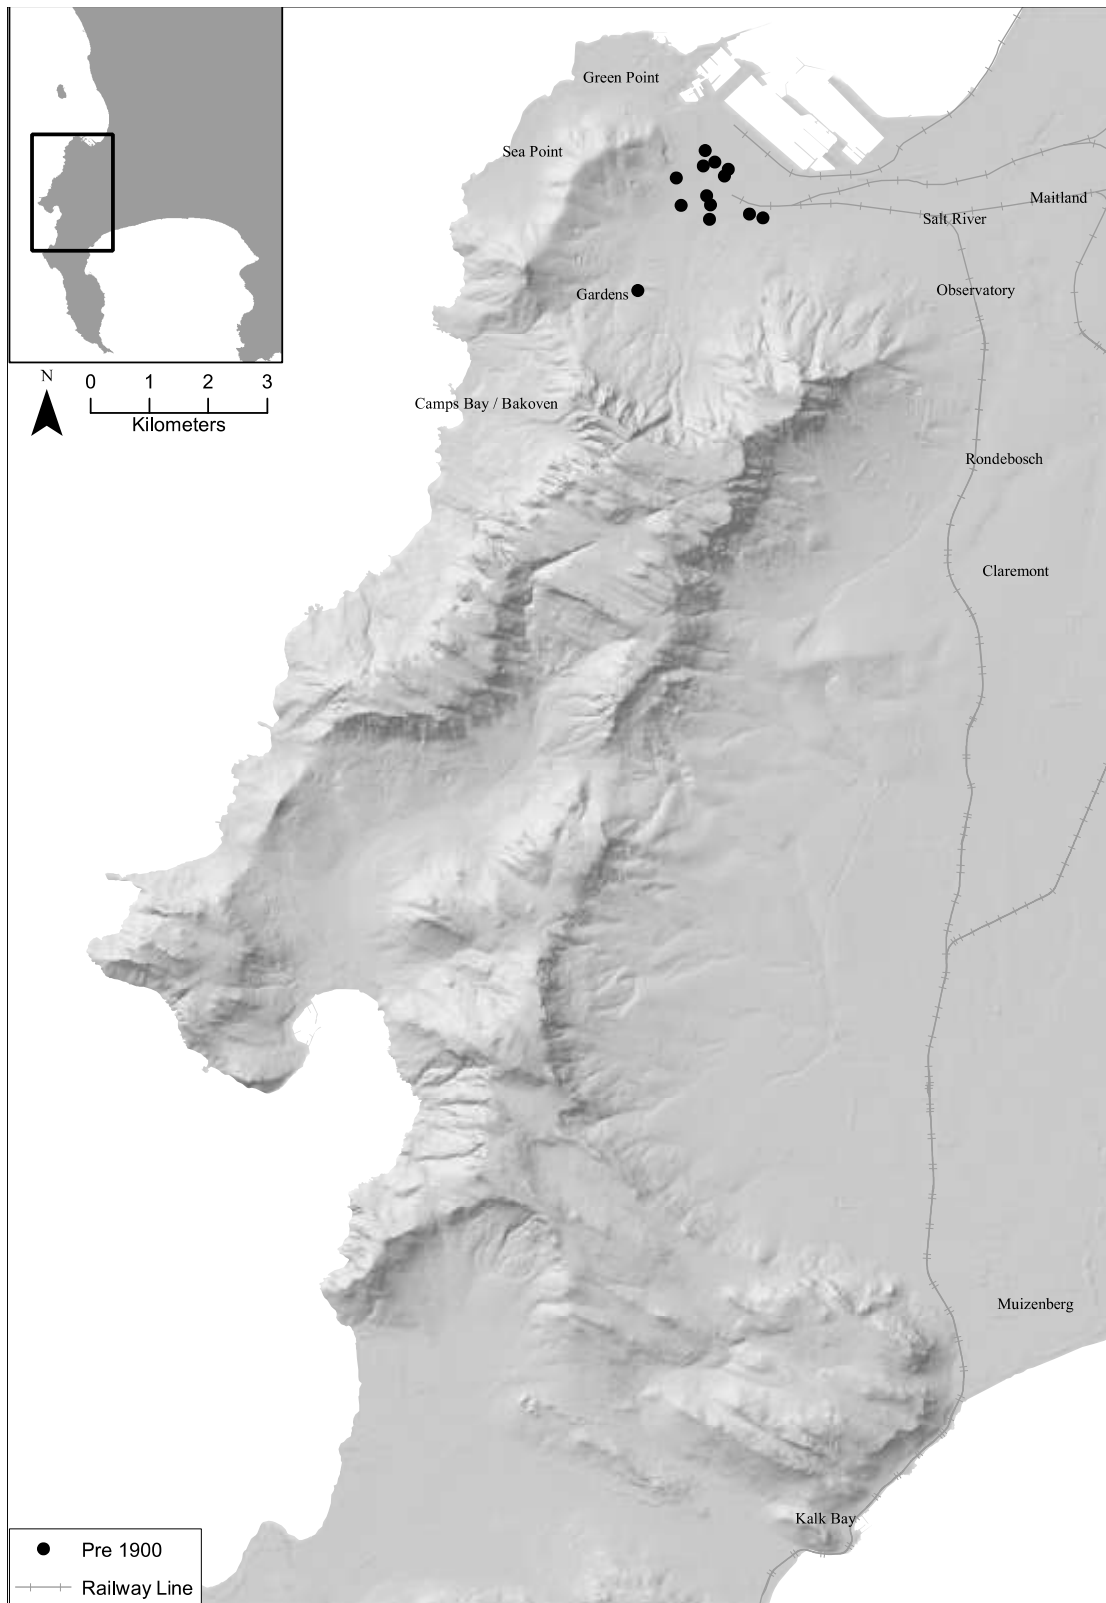 Green Point
Sea Point
Maitland
Salt River
Observatory
Gardens
N
0 1 2 3
Kilometers
Camps Bay / Bakoven
Rondebosch
Claremont
Muizenberg
Kalk Bay
Pre 1900
Railway Line